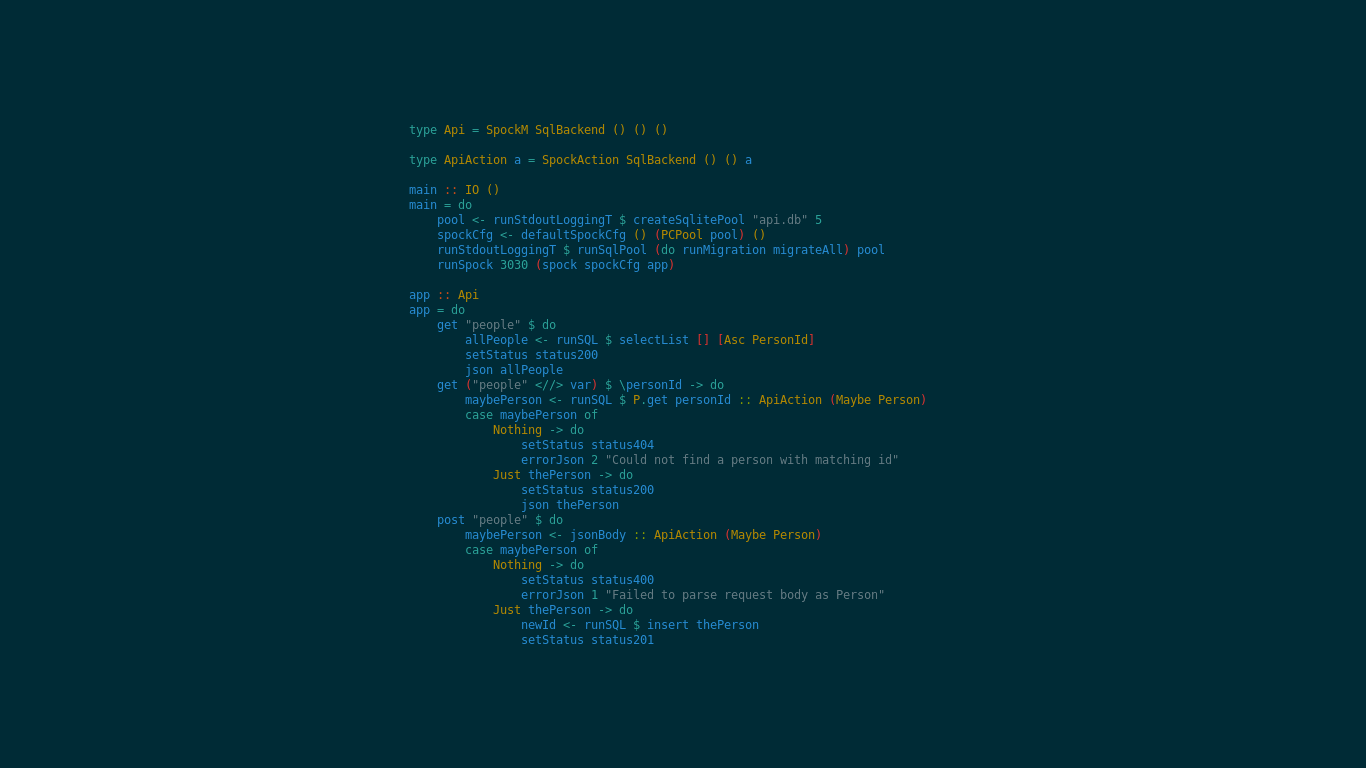 type Api = SpockM SqlBackend () () ()

type ApiAction a = SpockAction SqlBackend () () a

main :: IO ()
main = do
    pool <- runStdoutLoggingT $ createSqlitePool "api.db" 5
    spockCfg <- defaultSpockCfg () (PCPool pool) ()
    runStdoutLoggingT $ runSqlPool (do runMigration migrateAll) pool
    runSpock 3030 (spock spockCfg app)

app :: Api
app = do
    get "people" $ do
        allPeople <- runSQL $ selectList [] [Asc PersonId]
        setStatus status200
        json allPeople
    get ("people" <//> var) $ \personId -> do
        maybePerson <- runSQL $ P.get personId :: ApiAction (Maybe Person)
        case maybePerson of
            Nothing -> do
                setStatus status404
                errorJson 2 "Could not find a person with matching id"
            Just thePerson -> do
                setStatus status200
                json thePerson
    post "people" $ do
        maybePerson <- jsonBody :: ApiAction (Maybe Person)
        case maybePerson of
            Nothing -> do
                setStatus status400
                errorJson 1 "Failed to parse request body as Person"
            Just thePerson -> do
                newId <- runSQL $ insert thePerson
                setStatus status201